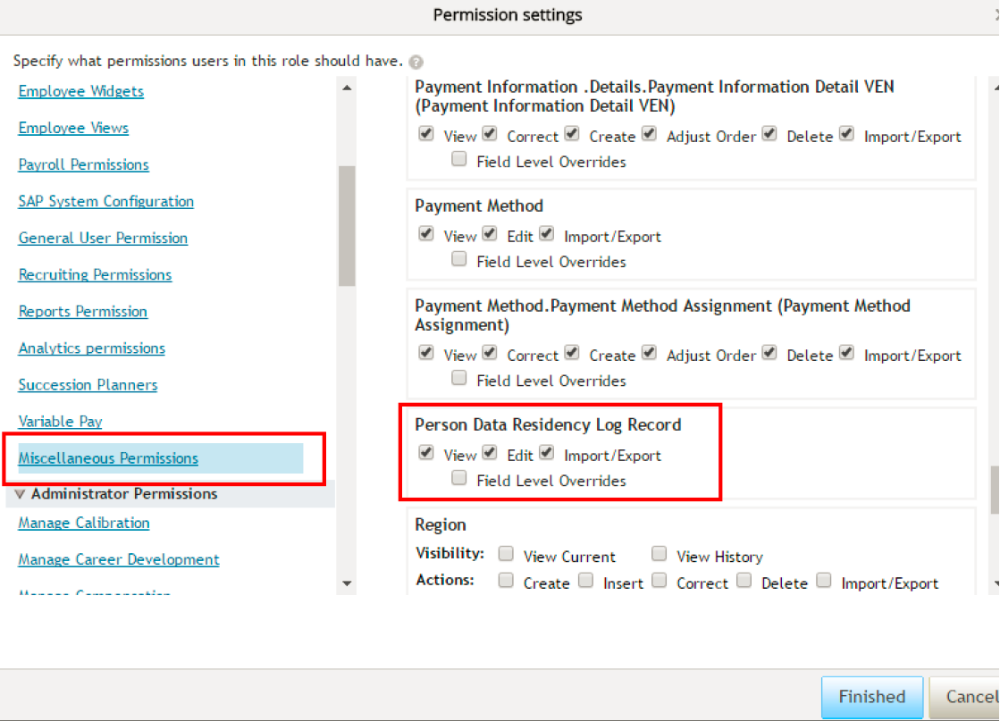 Permission settings
Specify what permissions users in this role should have.
Employee Widgets
Employee Views
Payroll Permissions
SAP System Configuration
General User Permission
Recruiting Permissions
Reports Permission
Analytics permissions
Succession Planners
Variable Pay
Miscellaneous Permissions
Administrator Permissions
Manage Calibration
Manage Career Development
Manage Compensation
Payment Information .Details.Payment Information Detail VEN
(Payment Information Detail VEN)
View Correct Create Adjust Order Delete Import/Export
Field Level Overrides
Payment Method
View Edit Import/Export
Field Level Overrides
Payment Method.Payment Method Assignment (Payment Method
Assignment)
View Correct Create Adjust Order Delete Import/Export
Field Level Overrides
Person Data Residency Log Record
View Edit Import/Export
Field Level Overrides
Region
Visibility: View Current View History
Actions: Create Insert Correct Delete Import/Export
Finished Cancel